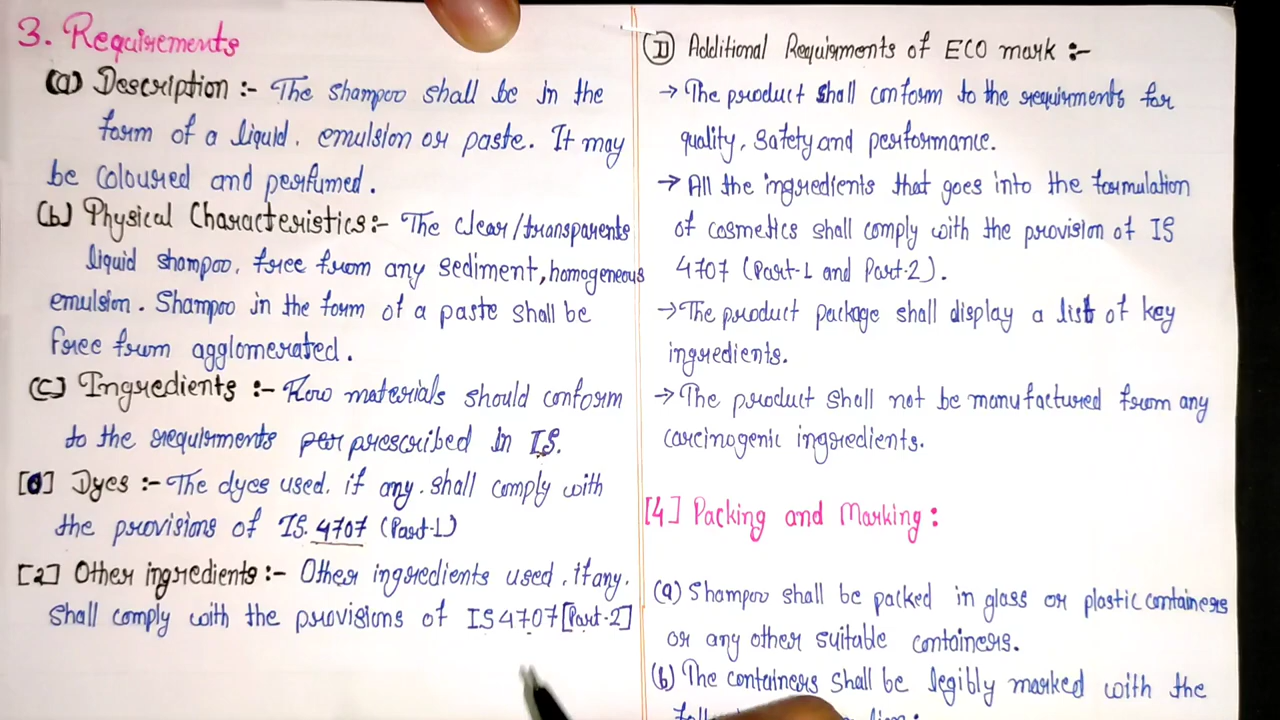 3. Requirements
(a) Description :- The shampoo shall be in the
form of a liquid, emulsion or paste. It may
be coloured and perfumed.
(b) Physical Characteristics:- The clear/transparents
liquid shampoo, free from any sediment, homogeneous
emulsion. Shampoo in the form of a paste shall be
free from agglomerated.
(c) Ingredients :- Raw materials should conform
to the requirments per prescribed in IS.
Dyes :- The dyes used, if any, shall comply with
the provisions of IS. 4707 (Part-1)
[2] Other ingredients:- Other ingredients used, if any,
shall comply with the provisions of IS 4707 [Part-2]
(D) Additional Requirments of ECO mark :-
→ The product shall conform to the requirments for
quality, safety and performance.
→ All the ingredients that goes into the formulation
of cosmetics shall comply with the provision of IS
4707 (Part-1 and Part-2).
→ The product package shall display a list of key
ingredients.
→ The product shall not be manufactured from any
carcinogenic ingredients.
[4] Packing and Marking :
(a) Shampoo shall be packed in glass or plastic containers
or any other suitable containers.
(b) The containers shall be legibly marked with the